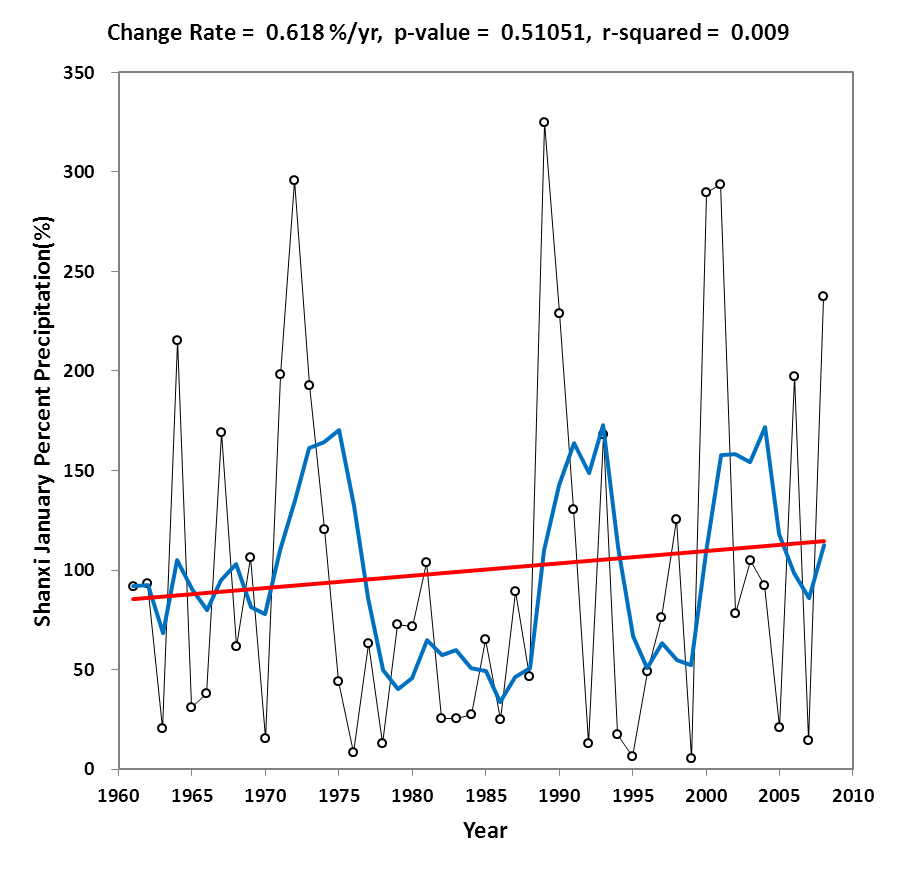 Change Rate = 0.618 %/yr, p-value = 0.51051, r-squared = 0.009
350
300
250
200
150
100
50
0
Shanxi January Percent Precipitation(%)
1960 1965 1970 1975 1980 1985 1990 1995 2000 2005 2010
Year